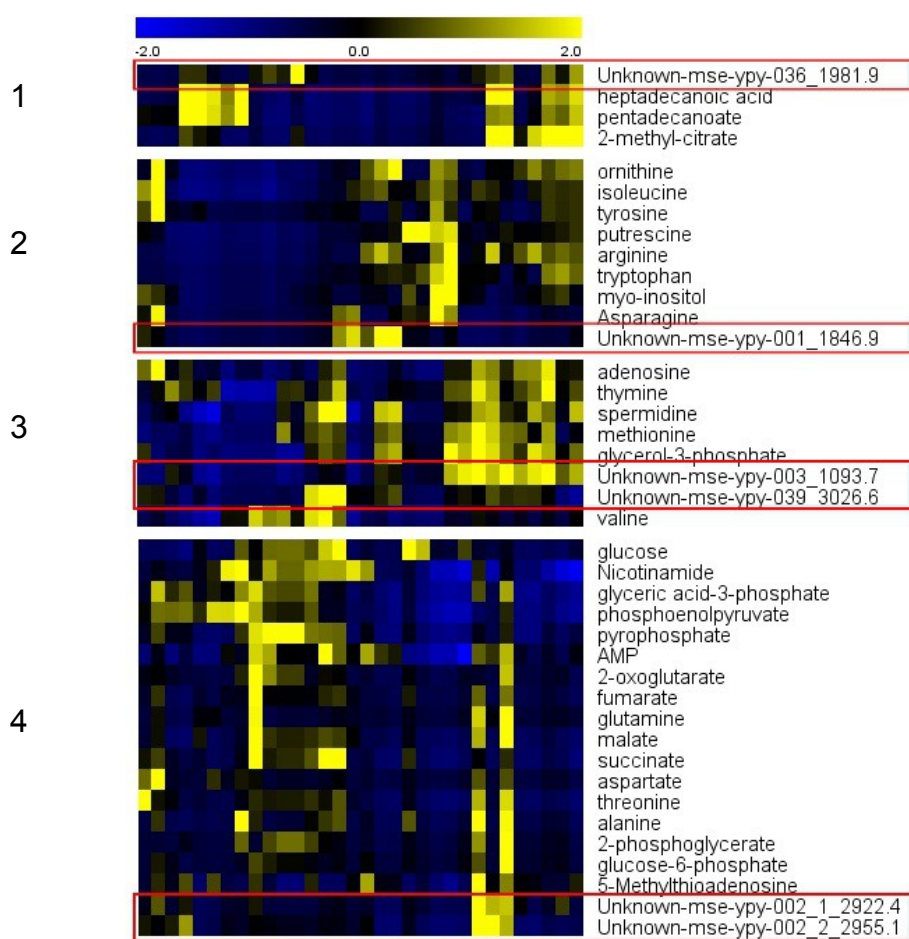 -2.0 0.0 2.0
1
Unknown-mse-ypy-036_1981.9
heptadecanoic acid
pentadecanoate
2-methyl-citrate
2
ornithine
isoleucine
tyrosine
putrescine
arginine
tryptophan
myo-inositol
Asparagine
Unknown-mse-ypy-001_1846.9
3
adenosine
thymine
spermidine
methionine
glycerol-3-phosphate
Unknown-mse-ypy-003_1093.7
Unknown-mse-ypy-039_3026.6
valine
4
glucose
Nicotinamide
glyceric acid-3-phosphate
phosphoenolpyruvate
pyrophosphate
AMP
2-oxoglutarate
fumarate
glutamine
malate
succinate
aspartate
threonine
alanine
2-phosphoglycerate
glucose-6-phosphate
5-Methylthioadenosine
Unknown-mse-ypy-002_1_2922.4
Unknown-mse-ypy-002_2_2955.1